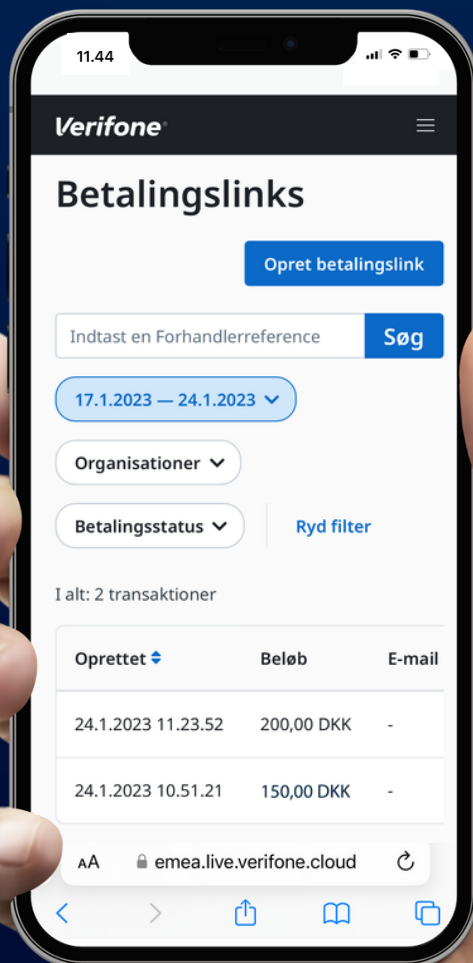 11.44
Verifone
Betalingslinks
Opret betalingslink
Indtast en Forhandlerreference Søg
17.1.2023 — 24.1.2023
Organisationer
Betalingsstatus Ryd filter
I alt: 2 transaktioner
Oprettet Beløb E-mail
24.1.2023 11.23.52 200,00 DKK -
24.1.2023 10.51.21 150,00 DKK -
AA emea.live.verifone.cloud